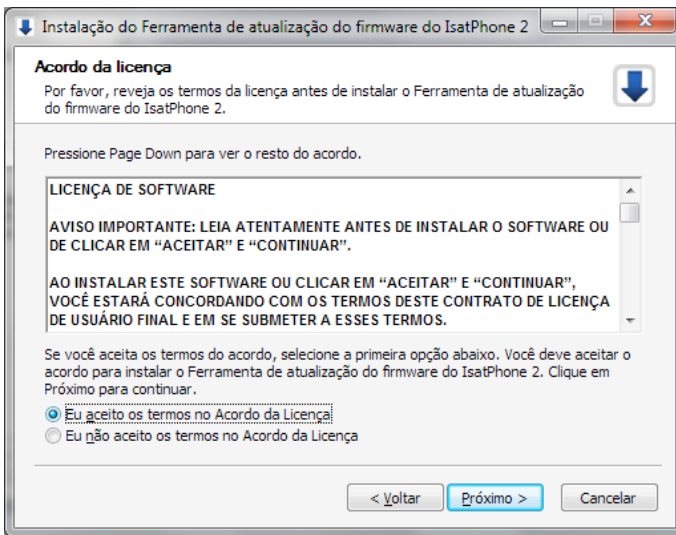 Instalação do Ferramenta de atualização do firmware do IsatPhone 2
Acordo da licença
Por favor, reveja os termos da licença antes de instalar o Ferramenta de atualização
do firmware do IsatPhone 2.
Pressione Page Down para ver o resto do acordo.
LICENÇA DE SOFTWARE
AVISO IMPORTANTE: LEIA ATENTAMENTE ANTES DE INSTALAR O SOFTWARE OU
DE CLICAR EM “ACEITAR” E “CONTINUAR”.
AO INSTALAR ESTE SOFTWARE OU CLICAR EM “ACEITAR” E “CONTINUAR”,
VOCÊ ESTARÁ CONCORDANDO COM OS TERMOS DESTE CONTRATO DE LICENÇA
DE USUÁRIO FINAL E EM SE SUBMETER A ESSES TERMOS.
Se você aceita os termos do acordo, selecione a primeira opção abaixo. Você deve aceitar o
acordo para instalar o Ferramenta de atualização do firmware do IsatPhone 2. Clique em
Próximo para continuar.
Eu aceito os termos no Acordo da Licença
Eu não aceito os termos no Acordo da Licença
< Voltar Próximo > Cancelar